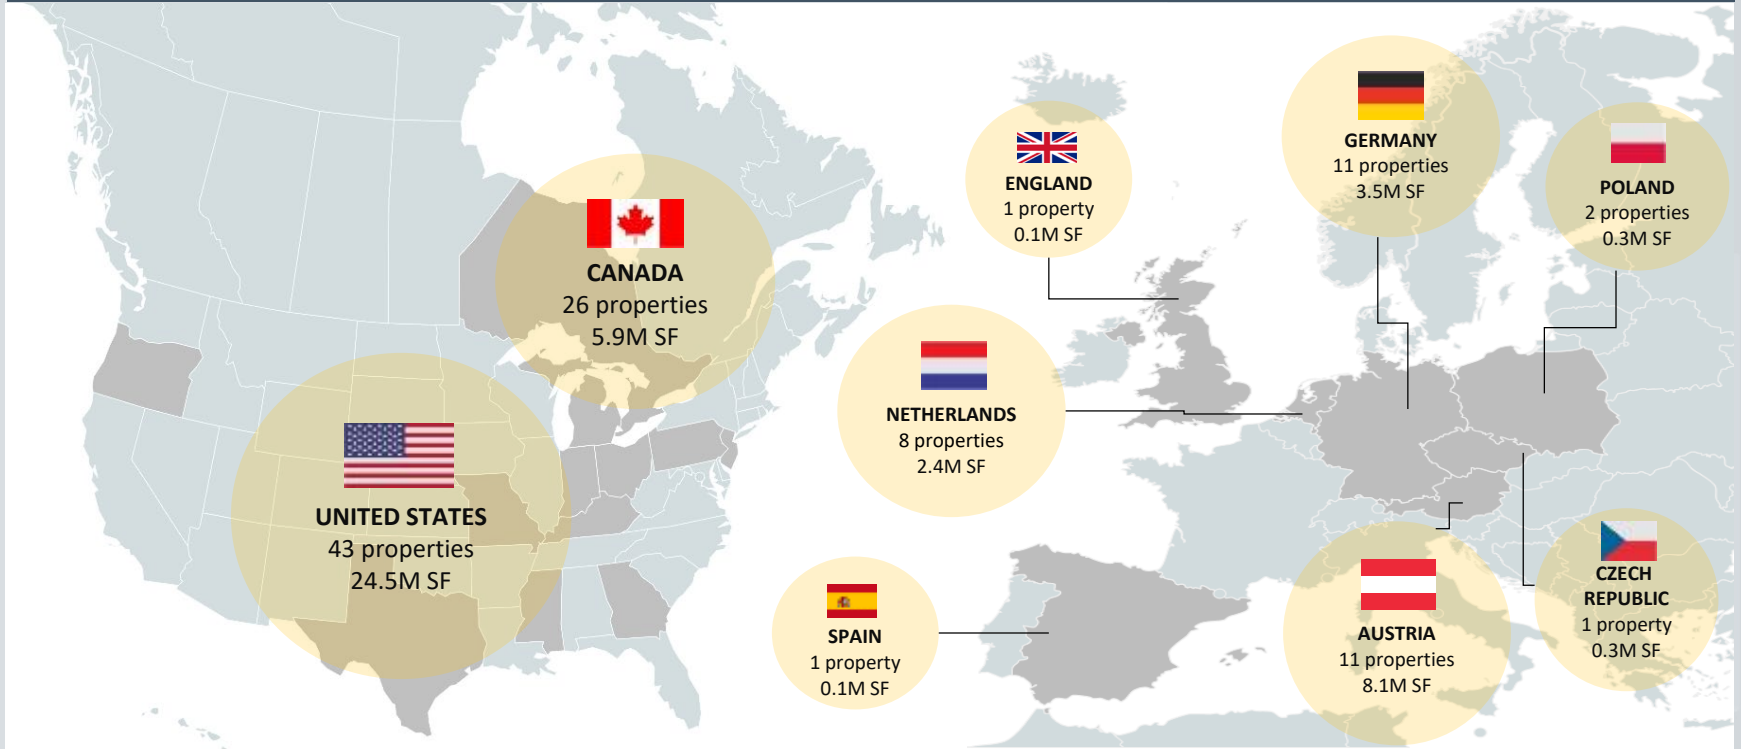 CANADA
26 properties
5.9M SF
UNITED STATES
43 properties
24.5M SF
ENGLAND
1 property
0.1M SF
GERMANY
11 properties
3.5M SF
POLAND
2 properties
0.3M SF
NETHERLANDS
8 properties
2.4M SF
SPAIN
1 property
0.1M SF
AUSTRIA
11 properties
8.1M SF
CZECH
REPUBLIC
1 property
0.3M SF